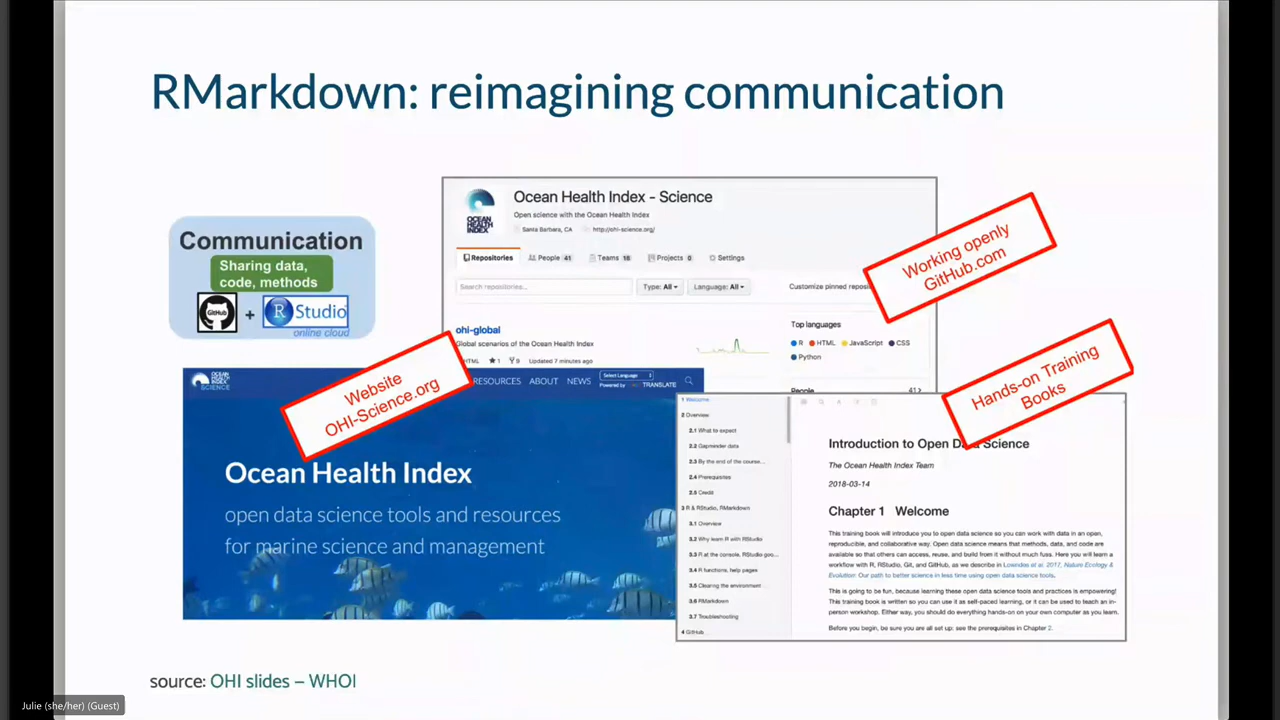 RMarkdown: reimagining communication
Communication
Sharing data,
code, methods
GitHub
+
R Studio
online cloud
OCEAN
HEALTH
INDEX
Ocean Health Index - Science
Open science with the Ocean Health Index
Santa Barbara, CA
http://ohi-science.org/
Repositories
People 41
Teams 18
Projects 0
Settings
Search repositories...
Type: All
Language: All
Customize pinned
ohi-global
Global scenarios of the Ocean Health Index
HTML
1
9
Updated 7 minutes ago
Top languages
R
HTML
JavaScript
CSS
Python
People
41 >
Working openly
GitHub.com
Website
OHI-Science.org
OCEAN
HEALTH
INDEX
SCIENCE
RESOURCES
ABOUT
NEWS
Select Language
Powered by
TRANSLATE
Ocean Health Index
open data science tools and resources
for marine science and management
Hands-on Training
Books
1 Welcome
2 Overview
2.1 What to expect
2.2 Gapminder data
2.3 By the end of the course...
2.4 Prerequisites
2.5 Credit
3 R & RStudio, RMarkdown
3.1 Overview
3.2 Why learn R with RStudio
3.3 R at the console, RStudio goo...
3.4 R functions, help pages
3.5 Clearing the environment
3.6 RMarkdown
3.7 Troubleshooting
4 GitHub
Introduction to Open Data Science
The Ocean Health Index Team
2018-03-14
Chapter 1 Welcome
This training book will introduce you to open data science so you can work with data in an open,
reproducible, and collaborative way. Open data science means that methods, data, and code are
available so that others can access, reuse, and build from it without much fuss. Here you will learn a
workflow with R, RStudio, Git, and GitHub, as we describe in Lowndes et al. 2017, Nature Ecology &
Evolution: Our path to better science in less time using open data science tools.
This is going to be fun, because learning these open data science tools and practices is empowering!
This training book is written so you can use it as self-paced learning, or it can be used to teach an in-
person workshop. Either way, you should do everything hands-on on your own computer as you learn.
Before you begin, be sure you are all set up: see the prerequisites in Chapter 2.
source: OHI slides – WHOI
Julie (she/her) (Guest)